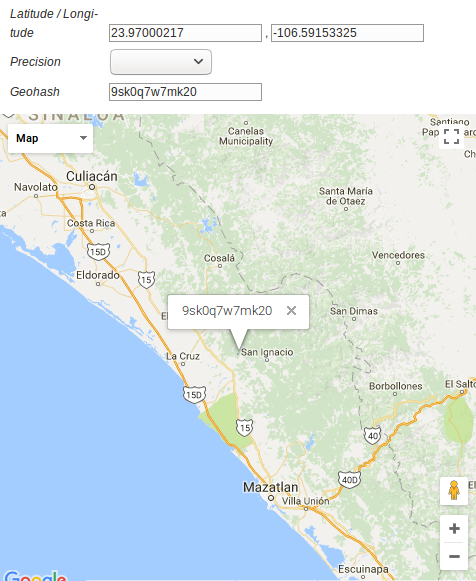 Latitude / Longi-
tude
23.97000217 , -106.59153325
Precision
Geohash
9sk0q7w7mk20
SINALOA
Map
Canelas
Municipality
Santiago
Culiacán
Navolato
Santa María
de Otaez
Costa Rica
15D
Cosalá
Vencedores
Eldorado
15
9sk0q7w7mk20
San Dimas
San Ignacio
La Cruz
15D
Borbollones
El Salto
15
40
40D
Mazatlan
Villa Unión
Escuinapa
Google